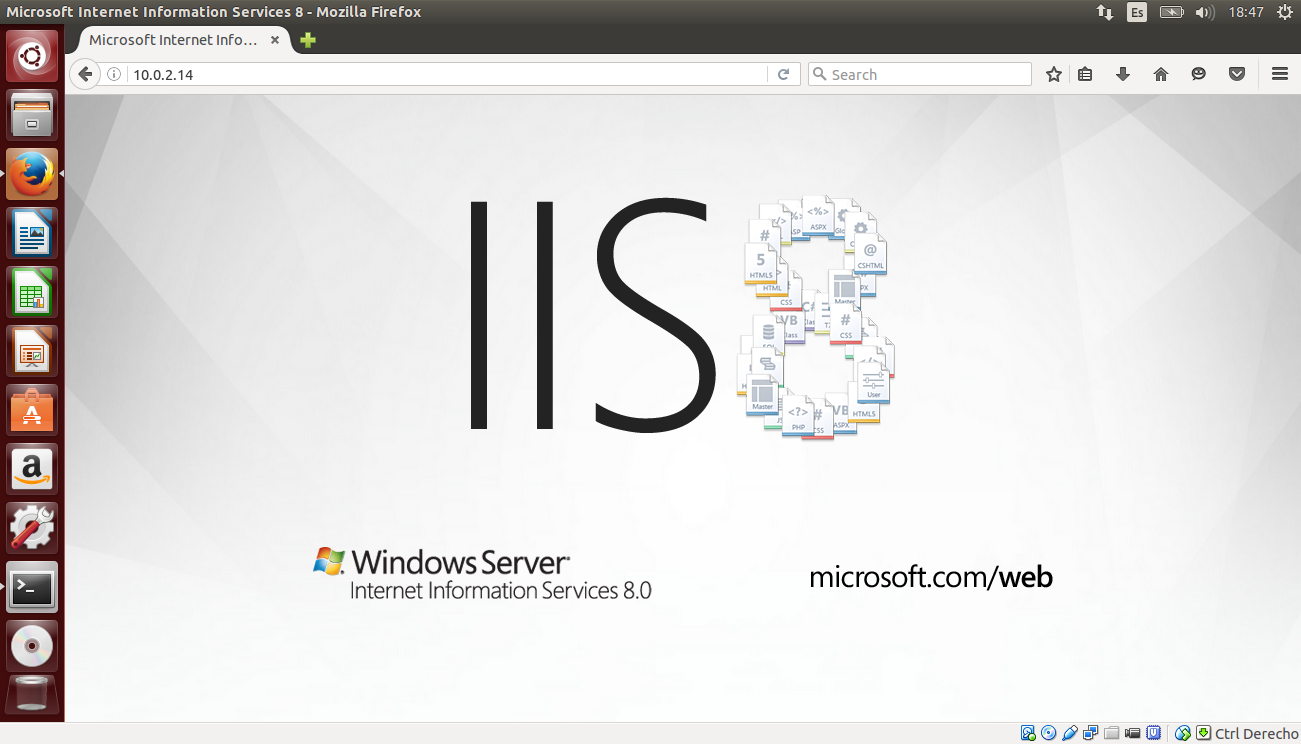 Microsoft Internet Information Services 8 - Mozilla Firefox
Es
18:47
Microsoft Internet Info...
10.0.2.14
Search
IIS
<%>
ASPX
#
@
CSHTML
5
HTML5
HTML
Master
CSS
VB
#
CSS
User
Master
HTML5
<?>
PHP
#
VB
ASPX
Windows Server
Internet Information Services 8.0
microsoft.com/web
Ctrl Derecho